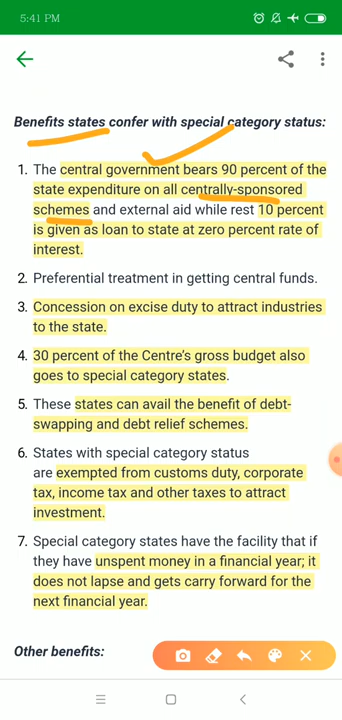 5:41 PM
Benefits states confer with special category status:
1. The central government bears 90 percent of the
state expenditure on all centrally-sponsored
schemes and external aid while rest 10 percent
is given as loan to state at zero percent rate of
interest.
2. Preferential treatment in getting central funds.
3. Concession on excise duty to attract industries
to the state.
4. 30 percent of the Centre's gross budget also
goes to special category states.
5. These states can avail the benefit of debt-
swapping and debt relief schemes.
6. States with special category status
are exempted from customs duty, corporate
tax, income tax and other taxes to attract
investment.
7. Special category states have the facility that if
they have unspent money in a financial year; it
does not lapse and gets carry forward for the
next financial year.
Other benefits: